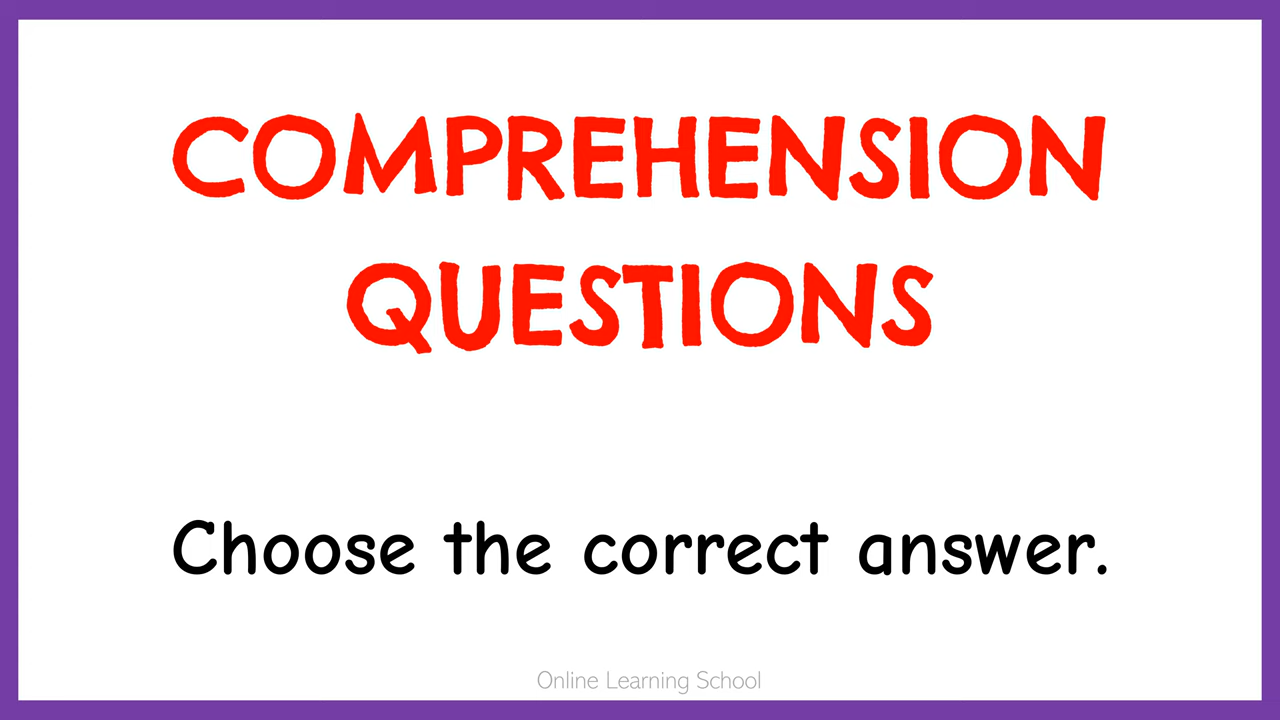 COMPREHENSION
QUESTIONS
Choose the correct answer.
Online Learning School